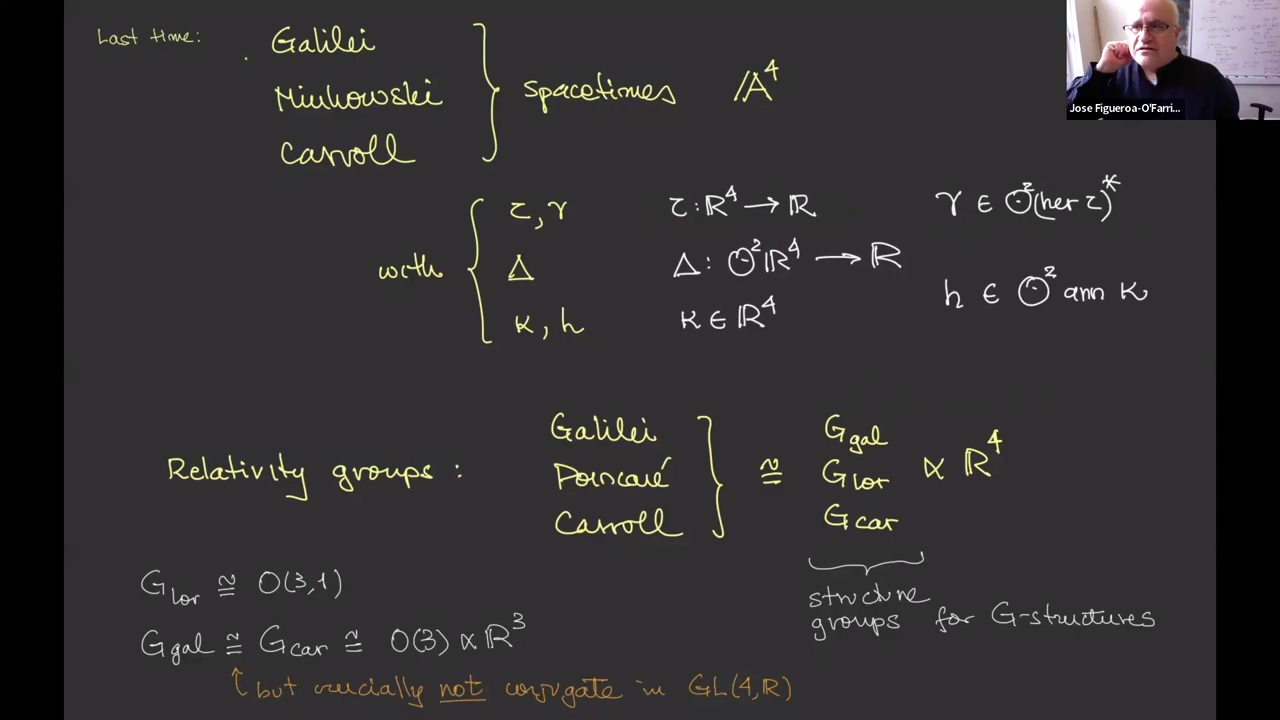 Last time:
Galilei
Minkowski
Carroll
spacetimes 𝔸⁴
with
τ, γ
Δ
κ, h
τ : ℝ⁴ → ℝ
Δ : ⊙²ℝ⁴ → ℝ
κ ∈ ℝ⁴
γ ∈ ⊙²(ker τ)*
h ∈ ⊙² ann κ
Relativity groups:
Galilei
Poincaré
Carroll
≅
G_gal
G_lor
G_car
⋉ ℝ⁴
structure
groups for G-structures
G_lor ≅ O(3,1)
G_gal ≅ G_car ≅ O(3) ⋉ ℝ³
↑ but crucially not conjugate in GL(4,ℝ)
Jose Figueroa-O'Farri...